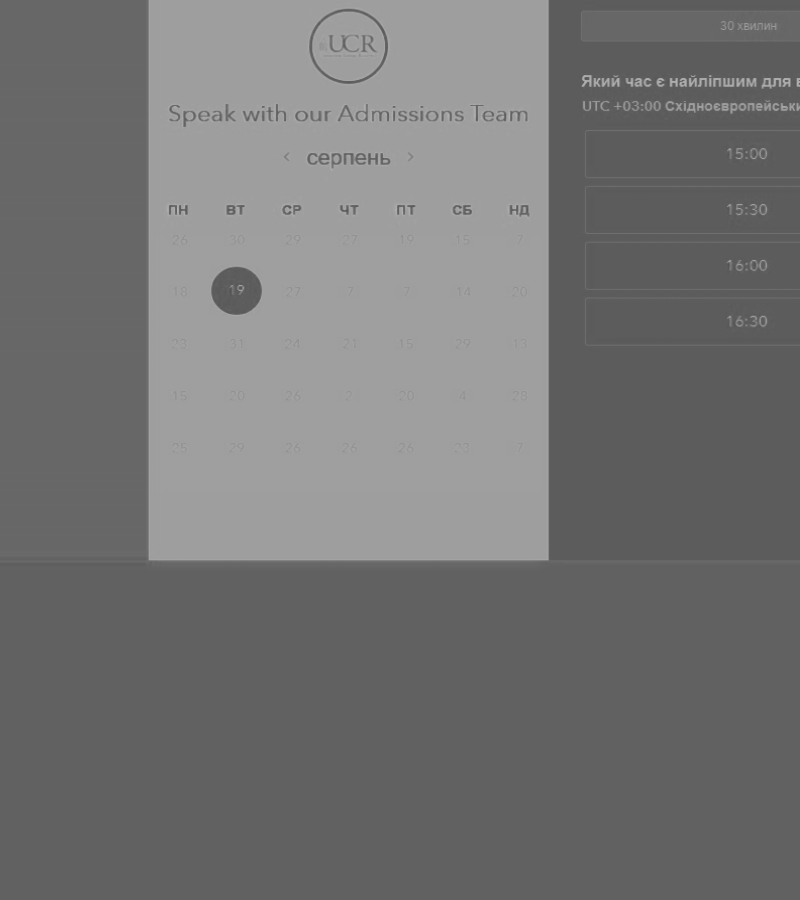 UCR
Speak with our Admissions Team
серпень
ПН ВТ СР ЧТ ПТ СБ НД
26 30 29 27 19 15 7
18 19 27 7 7 14 20
31 24 21 15 29 13
15 20 26 20 4 28
25 29 26 26 26 23 7
30 хвилин
Який час є найліпшим для
UTC +03:00 Східноєвропейськи
15:00
15:30
16:00
16:30